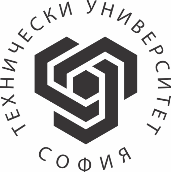 ТЕХНИЧЕСКИ УНИВЕРСИТЕТ
СОФИЯ